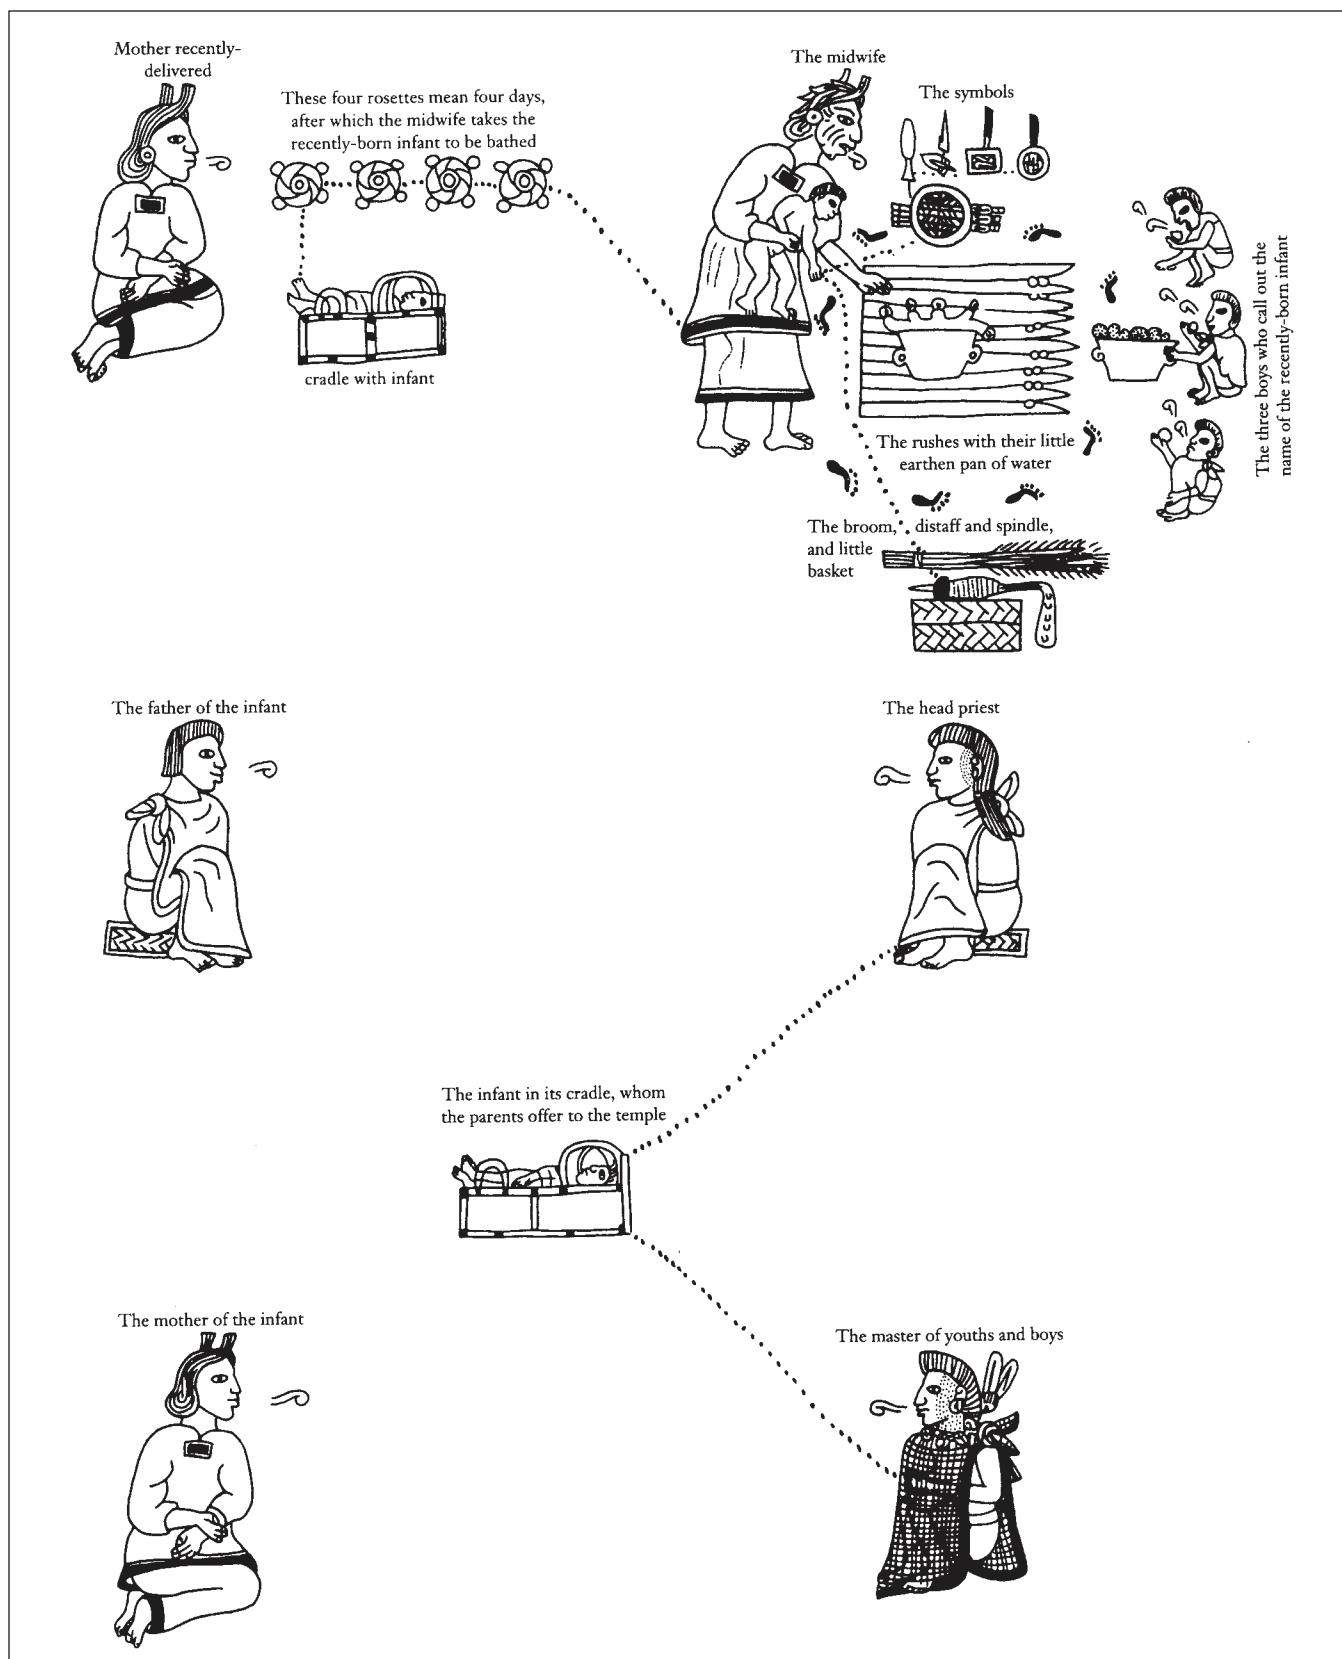 Mother recently-
delivered
These four rosettes mean four days,
after which the midwife takes the
recently-born infant to be bathed
cradle with infant
The midwife
The symbols
The three boys who call out the
name of the recently-born infant
The rushes with their little
earthen pan of water
The broom, distaff and spindle,
and little
basket
The father of the infant
The head priest
The infant in its cradle, whom
the parents offer to the temple
The mother of the infant
The master of youths and boys